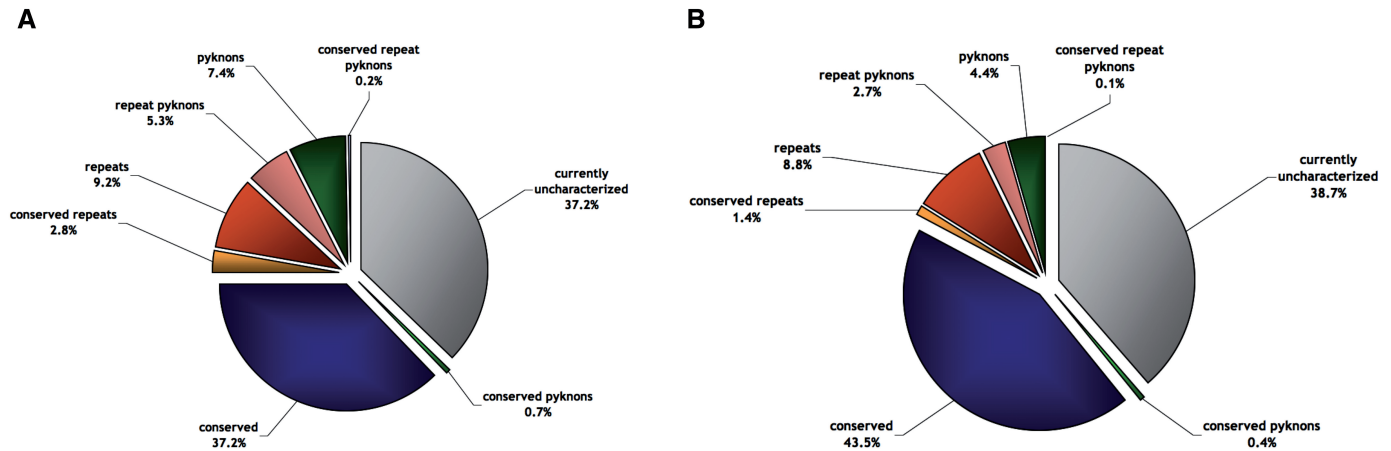 A
conserved repeat
pyknons
0.2%
pyknons
7.4%
repeat pyknons
5.3%
repeats
9.2%
conserved repeats
2.8%
currently
uncharacterized
37.2%
conserved pyknons
0.7%
conserved
37.2%
B
conserved repeat
pyknons
0.1%
pyknons
4.4%
repeat pyknons
2.7%
repeats
8.8%
conserved repeats
1.4%
currently
uncharacterized
38.7%
conserved pyknons
0.4%
conserved
43.5%